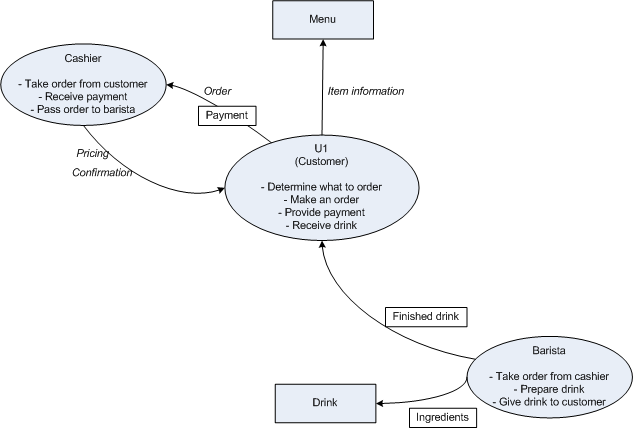 Menu
Cashier
- Take order from customer
- Receive payment
- Pass order to barista
Order
Payment
Item information
Pricing
Confirmation
U1
(Customer)
- Determine what to order
- Make an order
- Provide payment
- Receive drink
Finished drink
Barista
- Take order from cashier
- Prepare drink
- Give drink to customer
Drink
Ingredients